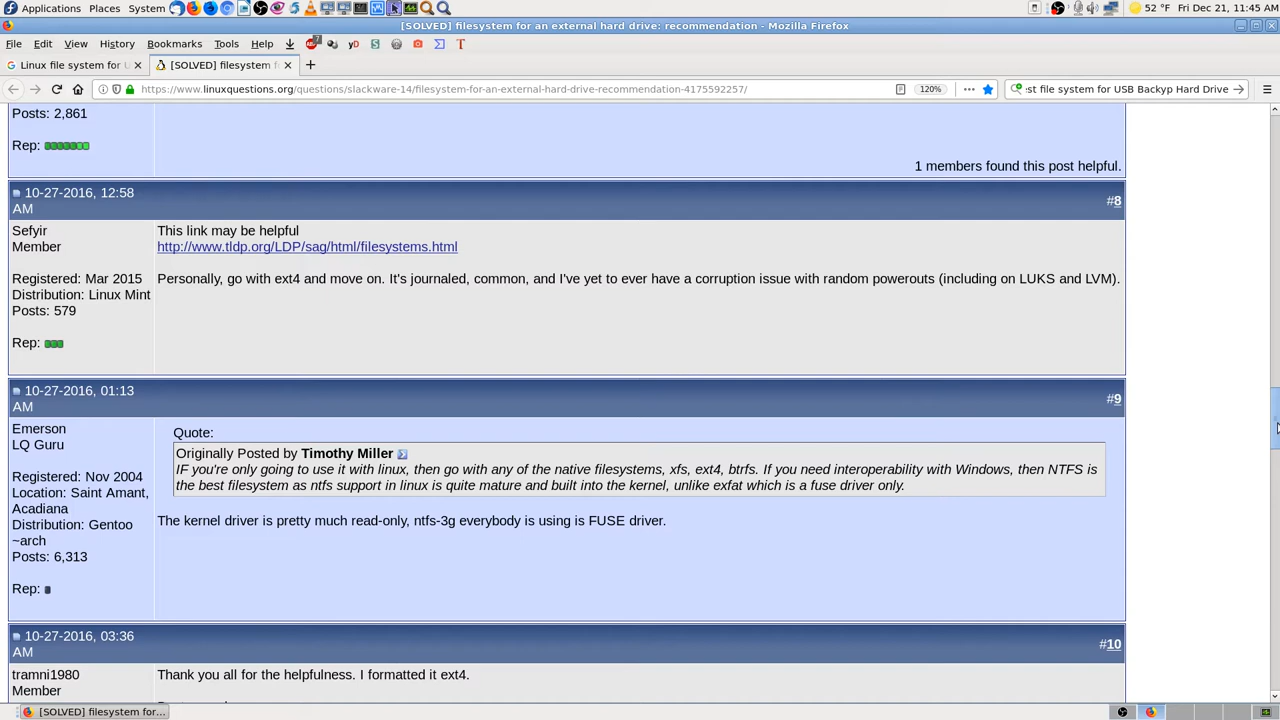 Applications Places System 52 °F Fri Dec 21, 11:45 AM
[SOLVED] filesystem for an external hard drive: recommendation - Mozilla Firefox
File Edit View History Bookmarks Tools Help 7 yD S T
Linux file system for U [SOLVED] filesystem f
https://www.linuxquestions.org/questions/slackware-14/filesystem-for-an-external-hard-drive-recommendation-4175592257/ 120% st file system for USB Backyp Hard Drive
Posts: 2,861
Rep:
1 members found this post helpful.
10-27-2016, 12:58 AM
#8
Sefyir
Member
Registered: Mar 2015
Distribution: Linux Mint
Posts: 579
Rep:
This link may be helpful
http://www.tldp.org/LDP/sag/html/filesystems.html
Personally, go with ext4 and move on. It's journaled, common, and I've yet to ever have a corruption issue with random powerouts (including on LUKS and LVM).
10-27-2016, 01:13
AM
#9
Emerson
LQ Guru
Registered: Nov 2004
Location: Saint Amant,
Acadiana
Distribution: Gentoo
~arch
Posts: 6,313
Rep:
Quote:
Originally Posted by Timothy Miller
IF you're only going to use it with linux, then go with any of the native filesystems, xfs, ext4, btrfs. If you need interoperability with Windows, then NTFS is
the best filesystem as ntfs support in linux is quite mature and built into the kernel, unlike exfat which is a fuse driver only.
The kernel driver is pretty much read-only, ntfs-3g everybody is using is FUSE driver.
10-27-2016, 03:36
AM
#10
tramni1980
Member
Thank you all for the helpfulness. I formatted it ext4.
[SOLVED] filesystem for...